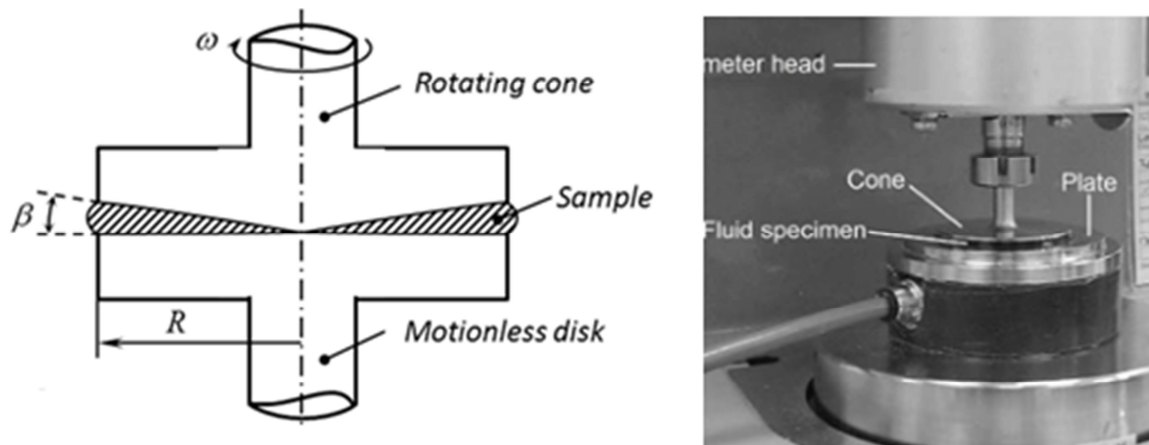 ω
Rotating cone
β
Sample
R
Motionless disk
meter head
Cone
Plate
Fluid specimen